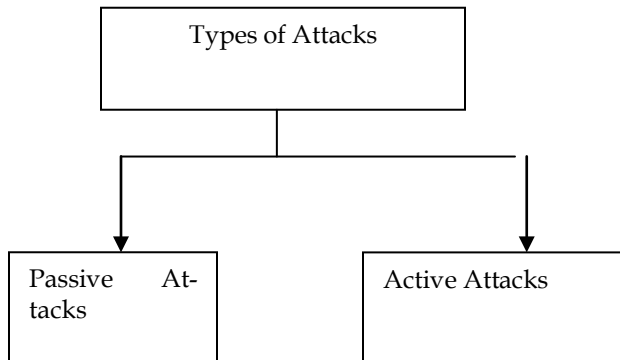 Types of Attacks
Passive At-
tacks
Active Attacks